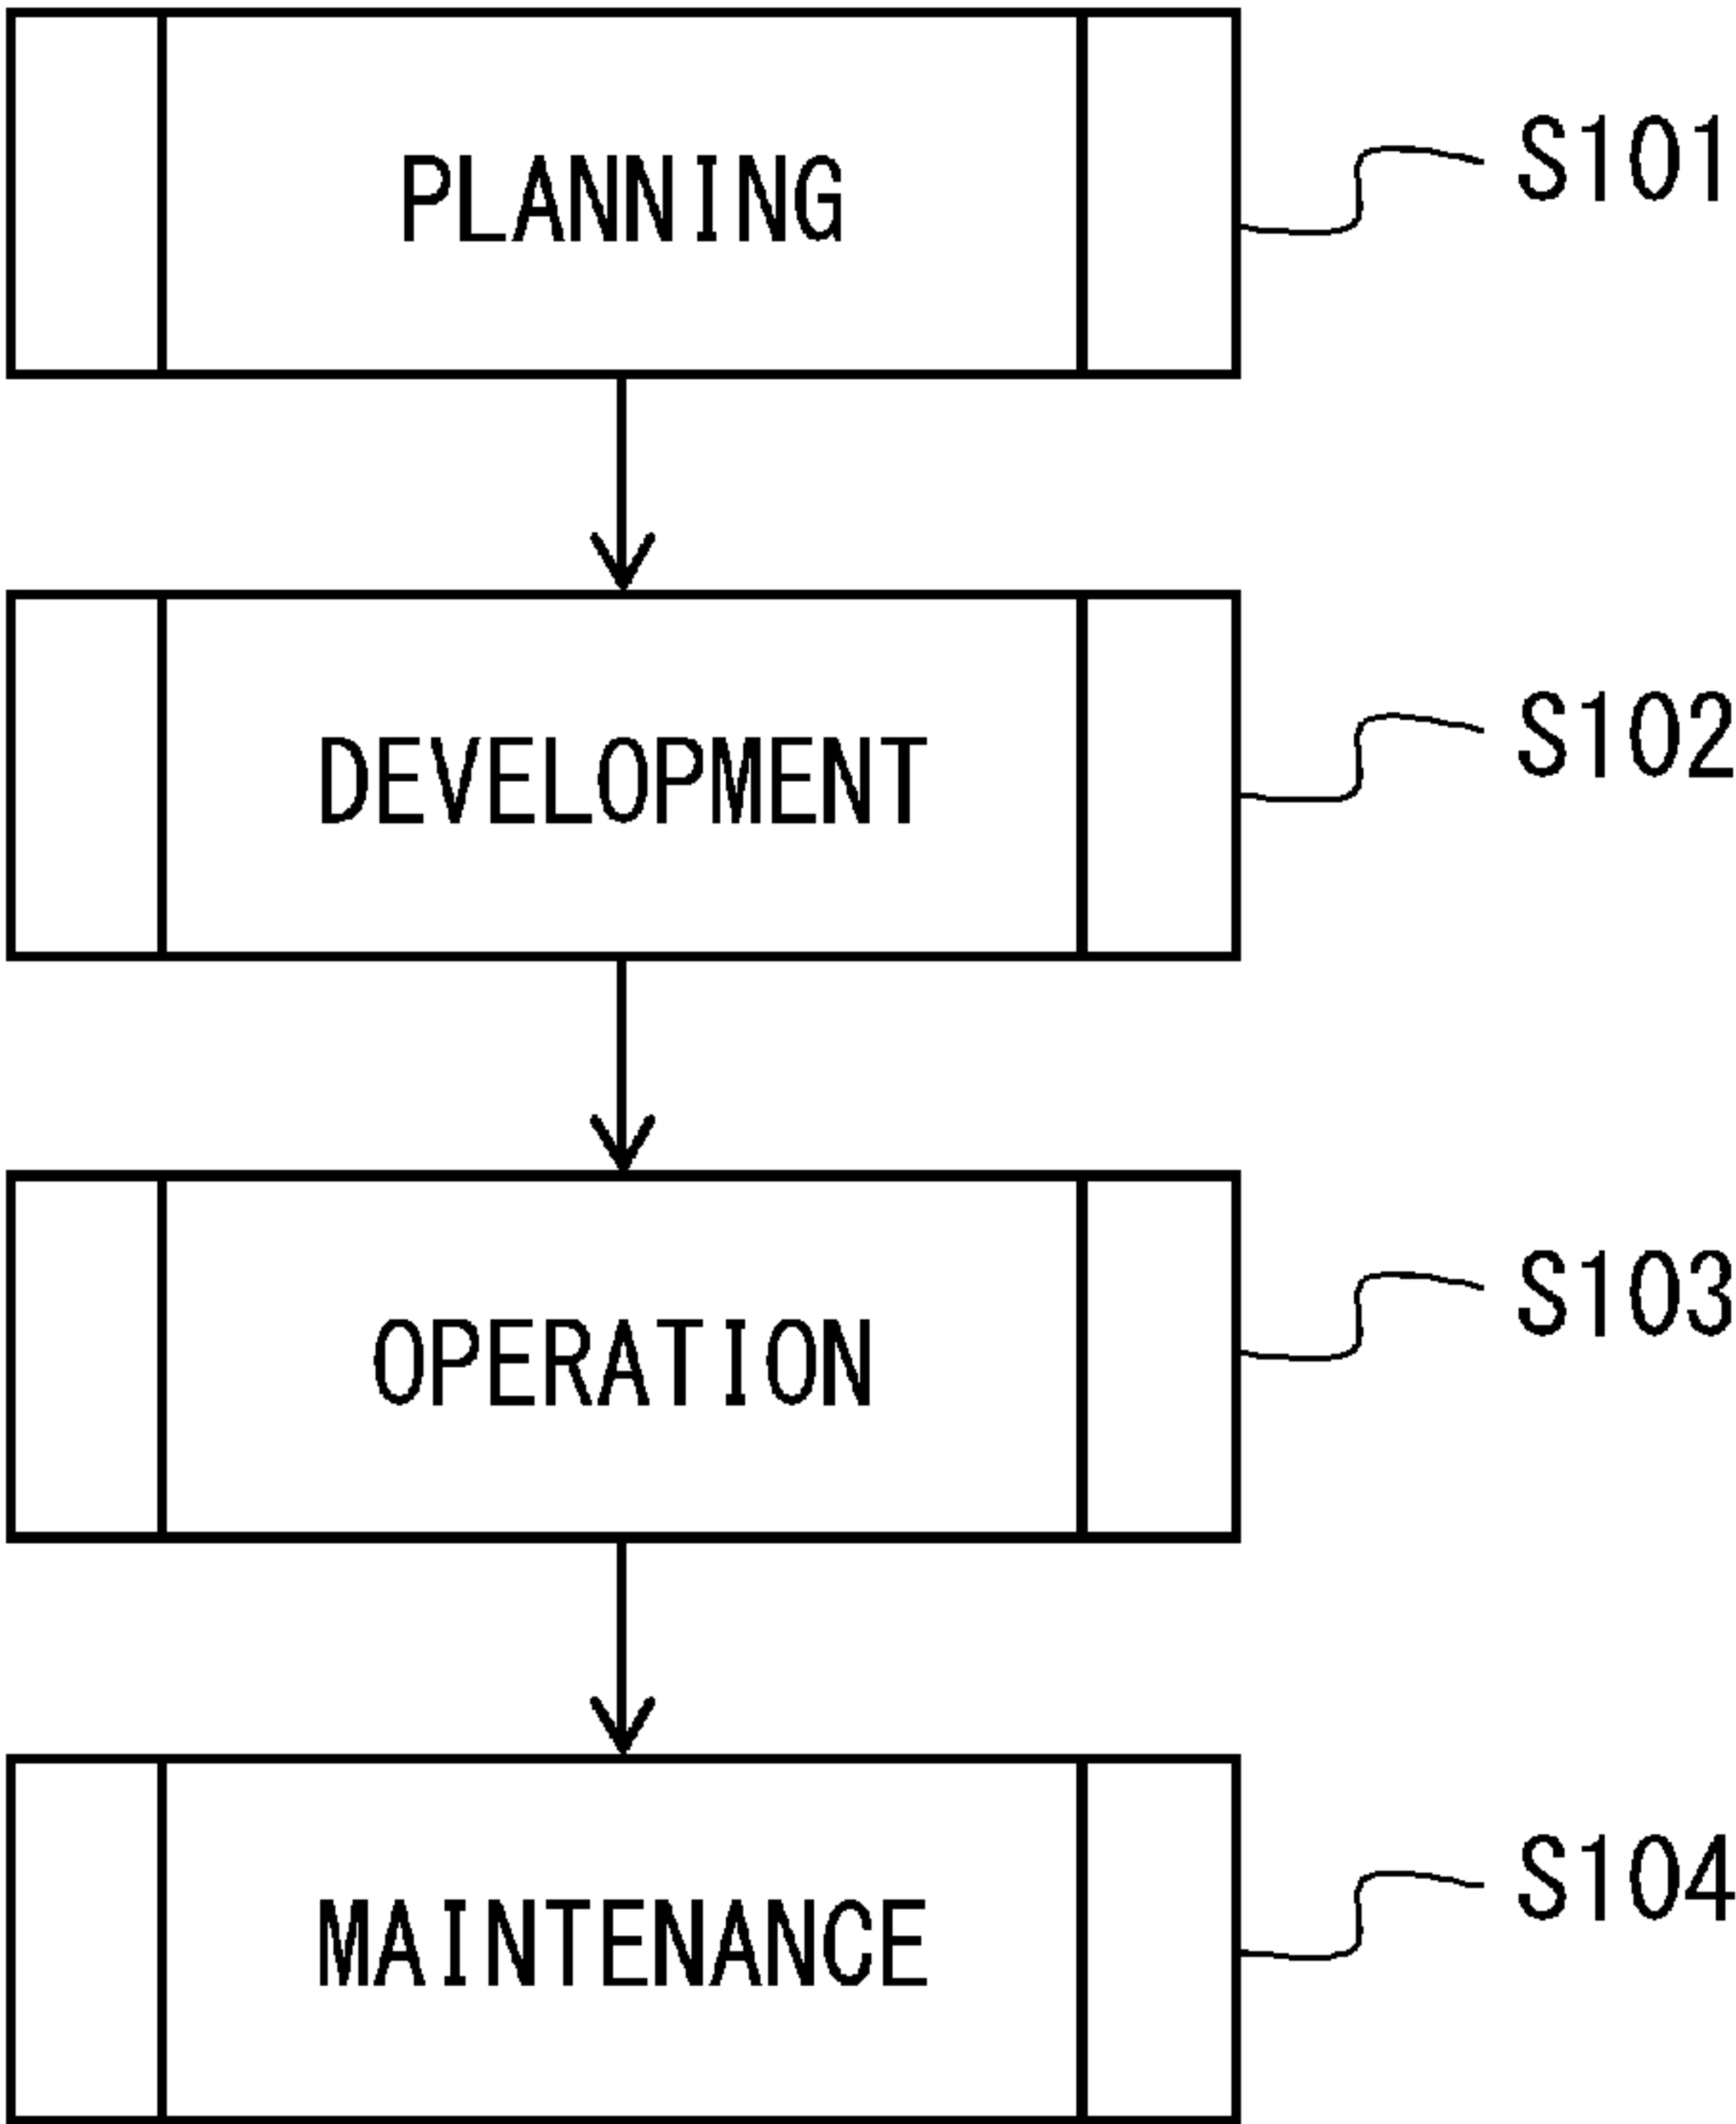 PLANNING
S101
DEVELOPMENT
S102
OPERATION
S103
MAINTENANCE
S104